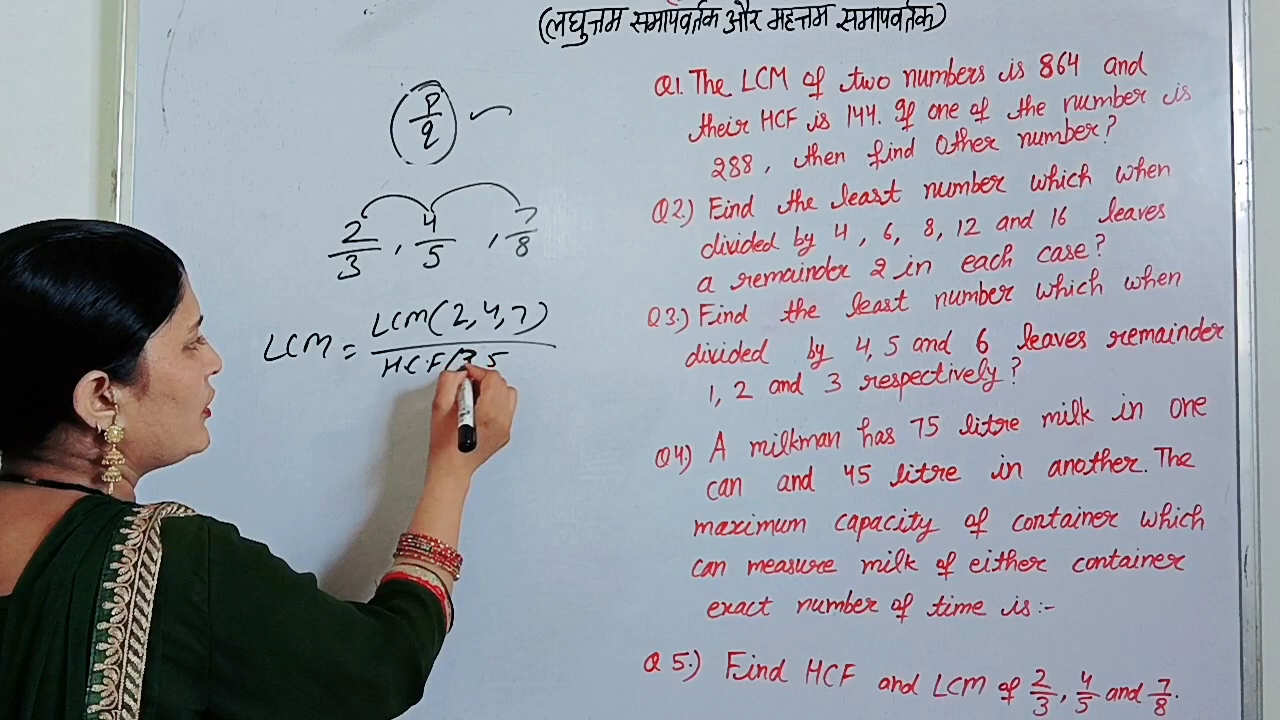 (लघुत्तम समापवर्तक और महत्तम समापवर्तक)
p/q
2/3, 4/5, 7/8
LCM = LCM(2,4,7)/HCF(3 5
Q1. The LCM of two numbers is 864 and
their HCF is 144. If one of the number is
288, then find other number?
Q2.) Find the least number which when
divided by 4, 6, 8, 12 and 16 leaves
a remainder 2 in each case?
Q3.) Find the least number which when
divided by 4, 5 and 6 leaves remainder
1, 2 and 3 respectively?
Q4) A milkman has 75 litre milk in one
can and 45 litre in another. The
maximum capacity of container which
can measure milk of either container
exact number of time is :-
Q 5.) Find HCF and LCM of 2/3, 4/5 and 7/8.